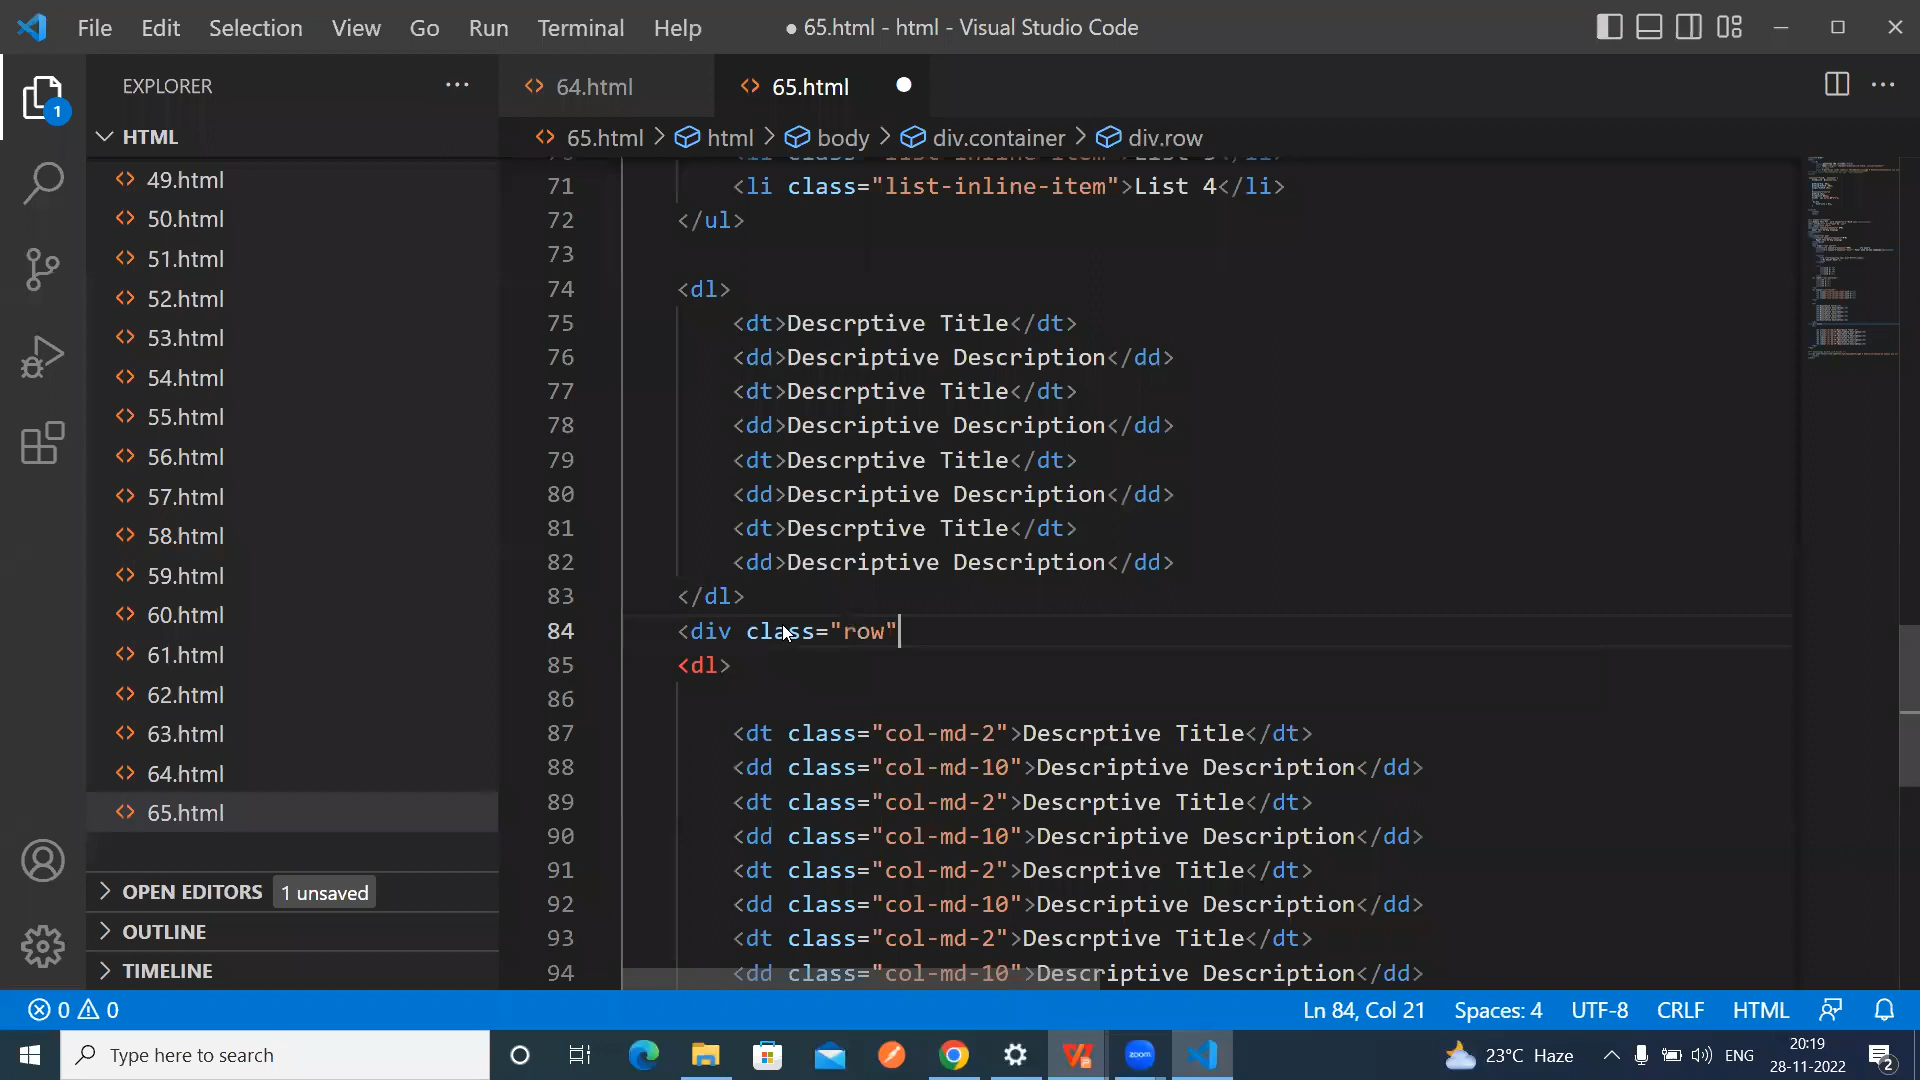 File Edit Selection View Go Run Terminal Help ● 65.html - html - Visual Studio Code
EXPLORER ...
64.html 65.html
HTML
65.html > html > body > div.container > div.row
1
49.html
50.html
51.html
52.html
53.html
54.html
55.html
56.html
57.html
58.html
59.html
60.html
61.html
62.html
63.html
64.html
65.html
OPEN EDITORS 1 unsaved
OUTLINE
TIMELINE
71 <li class="list-inline-item">List 4</li>
72 </ul>
73
74 <dl>
75 <dt>Descrptive Title</dt>
76 <dd>Descriptive Description</dd>
77 <dt>Descrptive Title</dt>
78 <dd>Descriptive Description</dd>
79 <dt>Descrptive Title</dt>
80 <dd>Descriptive Description</dd>
81 <dt>Descrptive Title</dt>
82 <dd>Descriptive Description</dd>
83 </dl>
84 <div class="row"
85 <dl>
86
87 <dt class="col-md-2">Descrptive Title</dt>
88 <dd class="col-md-10">Descriptive Description</dd>
89 <dt class="col-md-2">Descrptive Title</dt>
90 <dd class="col-md-10">Descriptive Description</dd>
91 <dt class="col-md-2">Descrptive Title</dt>
92 <dd class="col-md-10">Descriptive Description</dd>
93 <dt class="col-md-2">Descrptive Title</dt>
94 <dd class="col-md-10">Descriptive Description</dd>
0 0 Ln 84, Col 21 Spaces: 4 UTF-8 CRLF HTML
Type here to search zoom 23°C Haze ENG 20:19
28-11-2022 2